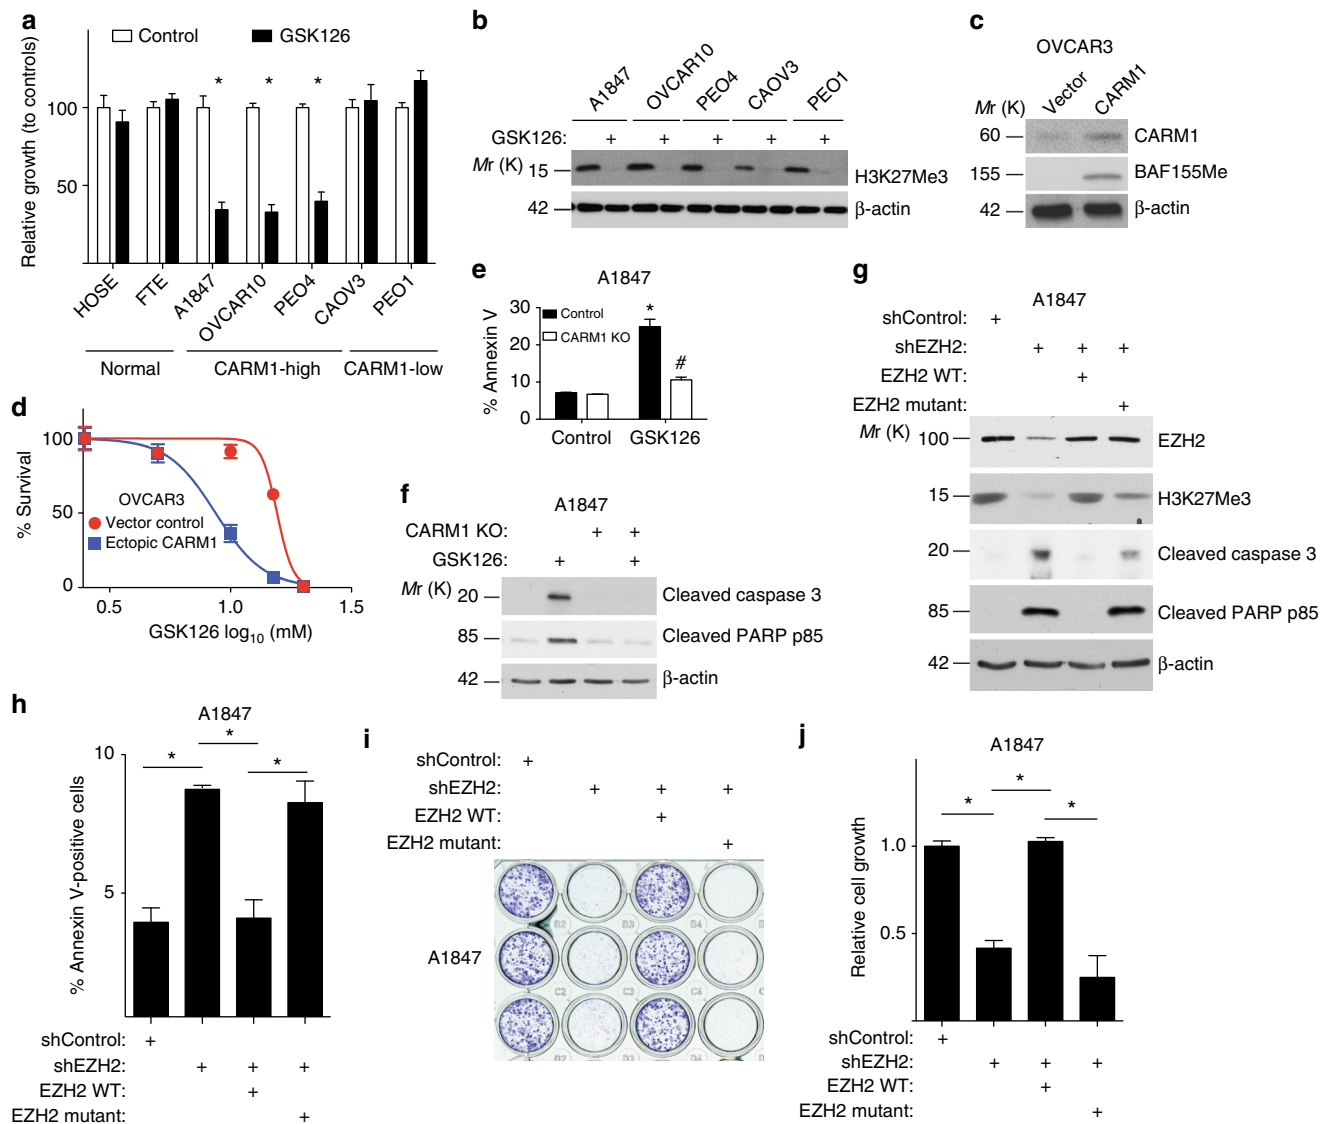 a
Control
GSK126
Relative growth (to controls)
100
50
* * *
HOSE
FTE
A1847
OVCAR10
PEO4
CAOV3
PEO1
Normal
CARM1-high
CARM1-low
b
A1847
OVCAR10
PEO4
CAOV3
PEO1
GSK126: + + + + +
Mr (K) 15
H3K27Me3
42
β-actin
c
OVCAR3
Vector
CARM1
Mr (K)
60
CARM1
155
BAF155Me
42
β-actin
d
% Survival
100
50
0
OVCAR3
Vector control
Ectopic CARM1
0.5 1.0 1.5
GSK126 log10 (mM)
e
A1847
% Annexin V
30
20
10
0
Control
CARM1 KO
*
#
Control
GSK126
f
A1847
CARM1 KO: + +
GSK126: + +
Mr (K)
20
Cleaved caspase 3
85
Cleaved PARP p85
42
β-actin
g
A1847
shControl: +
shEZH2: + + +
EZH2 WT: +
EZH2 mutant: +
Mr (K) 100
EZH2
15
H3K27Me3
20
Cleaved caspase 3
85
Cleaved PARP p85
42
β-actin
h
A1847
% Annexin V-positive cells
10
5
* * *
shControl: +
shEZH2: + + +
EZH2 WT: +
EZH2 mutant: +
i
shControl: +
shEZH2: + + +
EZH2 WT: +
EZH2 mutant: +
A1847
D2 D3 D4
C2 C3 C4
j
A1847
Relative cell growth
1.0
0.5
* * *
shControl: +
shEZH2: + + +
EZH2 WT: +
EZH2 mutant: +